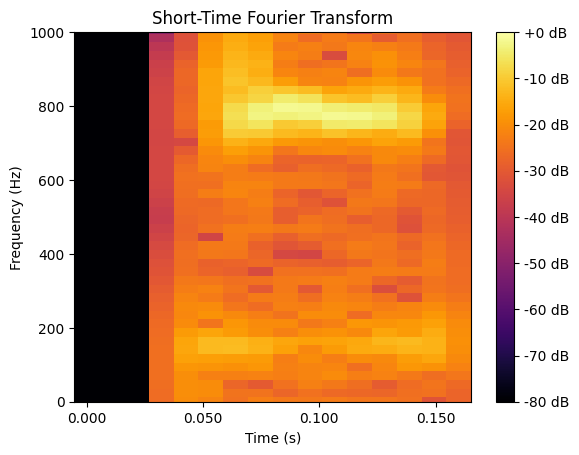 Short-Time Fourier Transform
Frequency (Hz)
1000
800
600
400
200
0
0.000
0.050
0.100
0.150
Time (s)
+0 dB
-10 dB
-20 dB
-30 dB
-40 dB
-50 dB
-60 dB
-70 dB
-80 dB